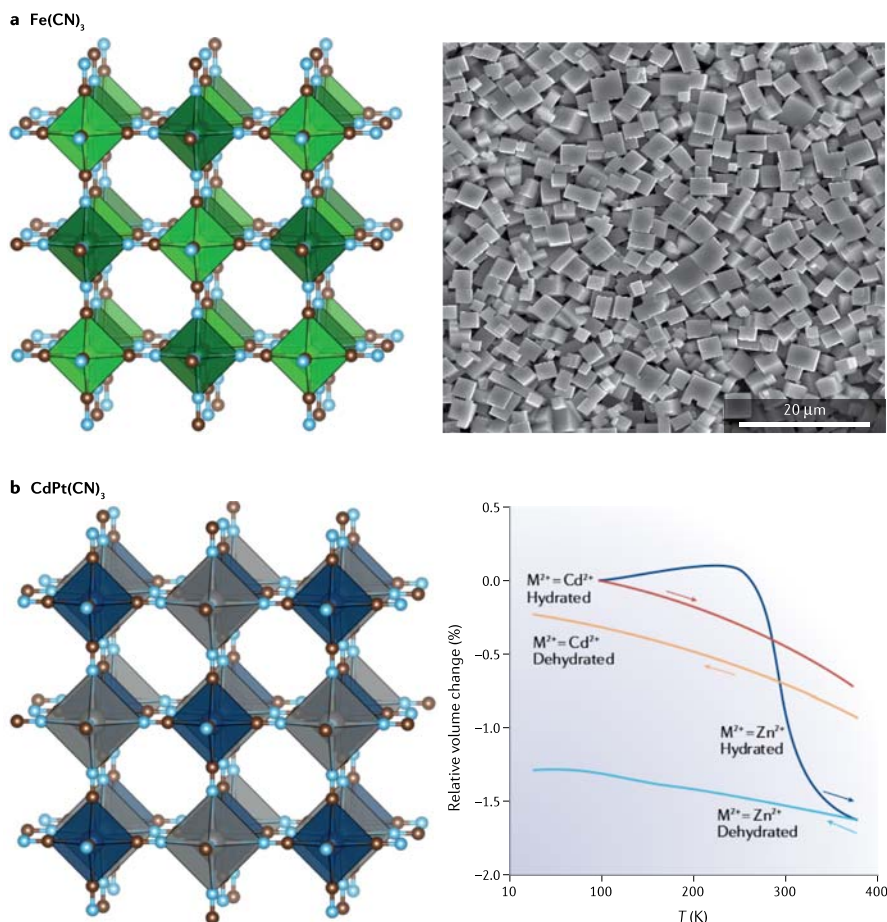 a Fe(CN)₃
20 μm
b CdPt(CN)₃
0.5
0.0
−0.5
−1.0
−1.5
−2.0
Relative volume change (%)
M²⁺ = Cd²⁺
Hydrated
M²⁺ = Cd²⁺
Dehydrated
M²⁺ = Zn²⁺
Hydrated
M²⁺ = Zn²⁺
Dehydrated
10
100
200
300
400
T (K)